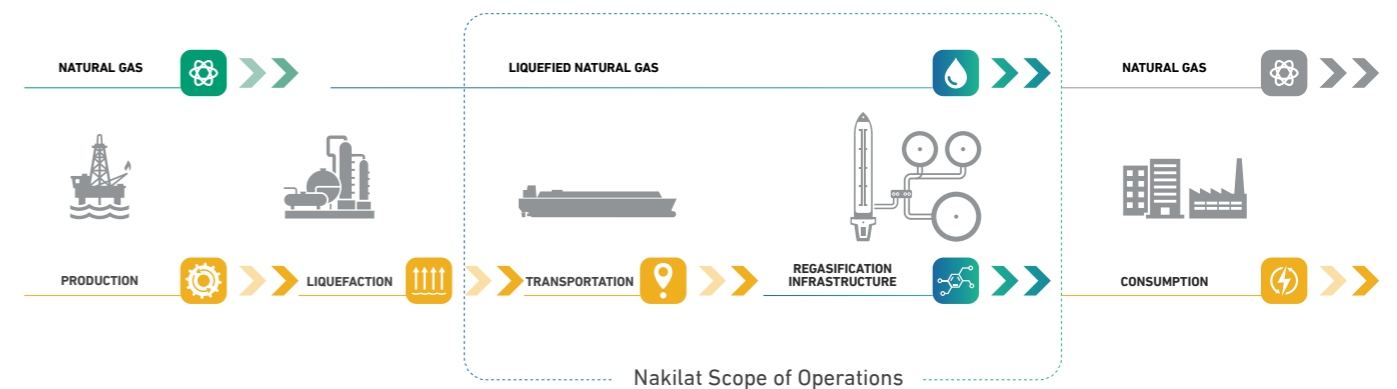 NATURAL GAS
LIQUEFIED NATURAL GAS
NATURAL GAS
PRODUCTION
LIQUEFACTION
TRANSPORTATION
REGASIFICATION
INFRASTRUCTURE
CONSUMPTION
Nakilat Scope of Operations